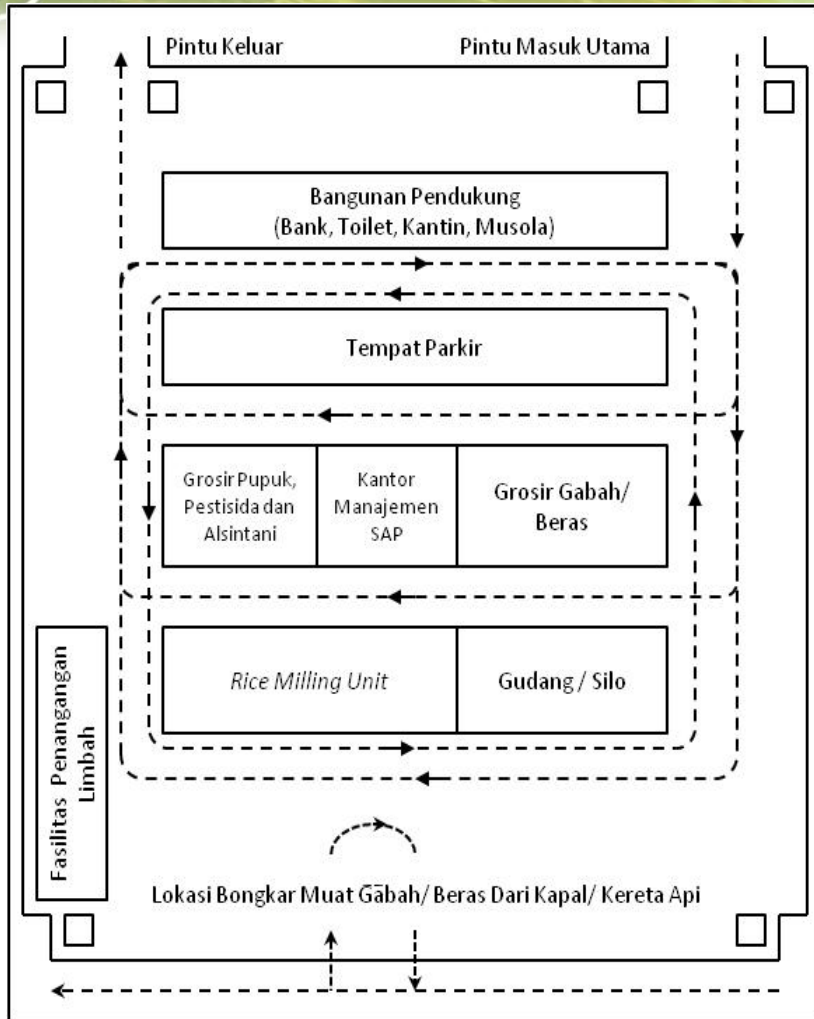 Pintu Keluar
Pintu Masuk Utama
Bangunan Pendukung
(Bank, Toilet, Kantin, Musola)
Tempat Parkir
Grosir Pupuk,
Pestisida dan
Alsintani
Kantor
Manajemen
SAP
Grosir Gabah/
Beras
Rice Milling Unit
Gudang / Silo
Fasilitas Penanganan
Limbah
Lokasi Bongkar Muat Gabah/ Beras Dari Kapal/ Kereta Api